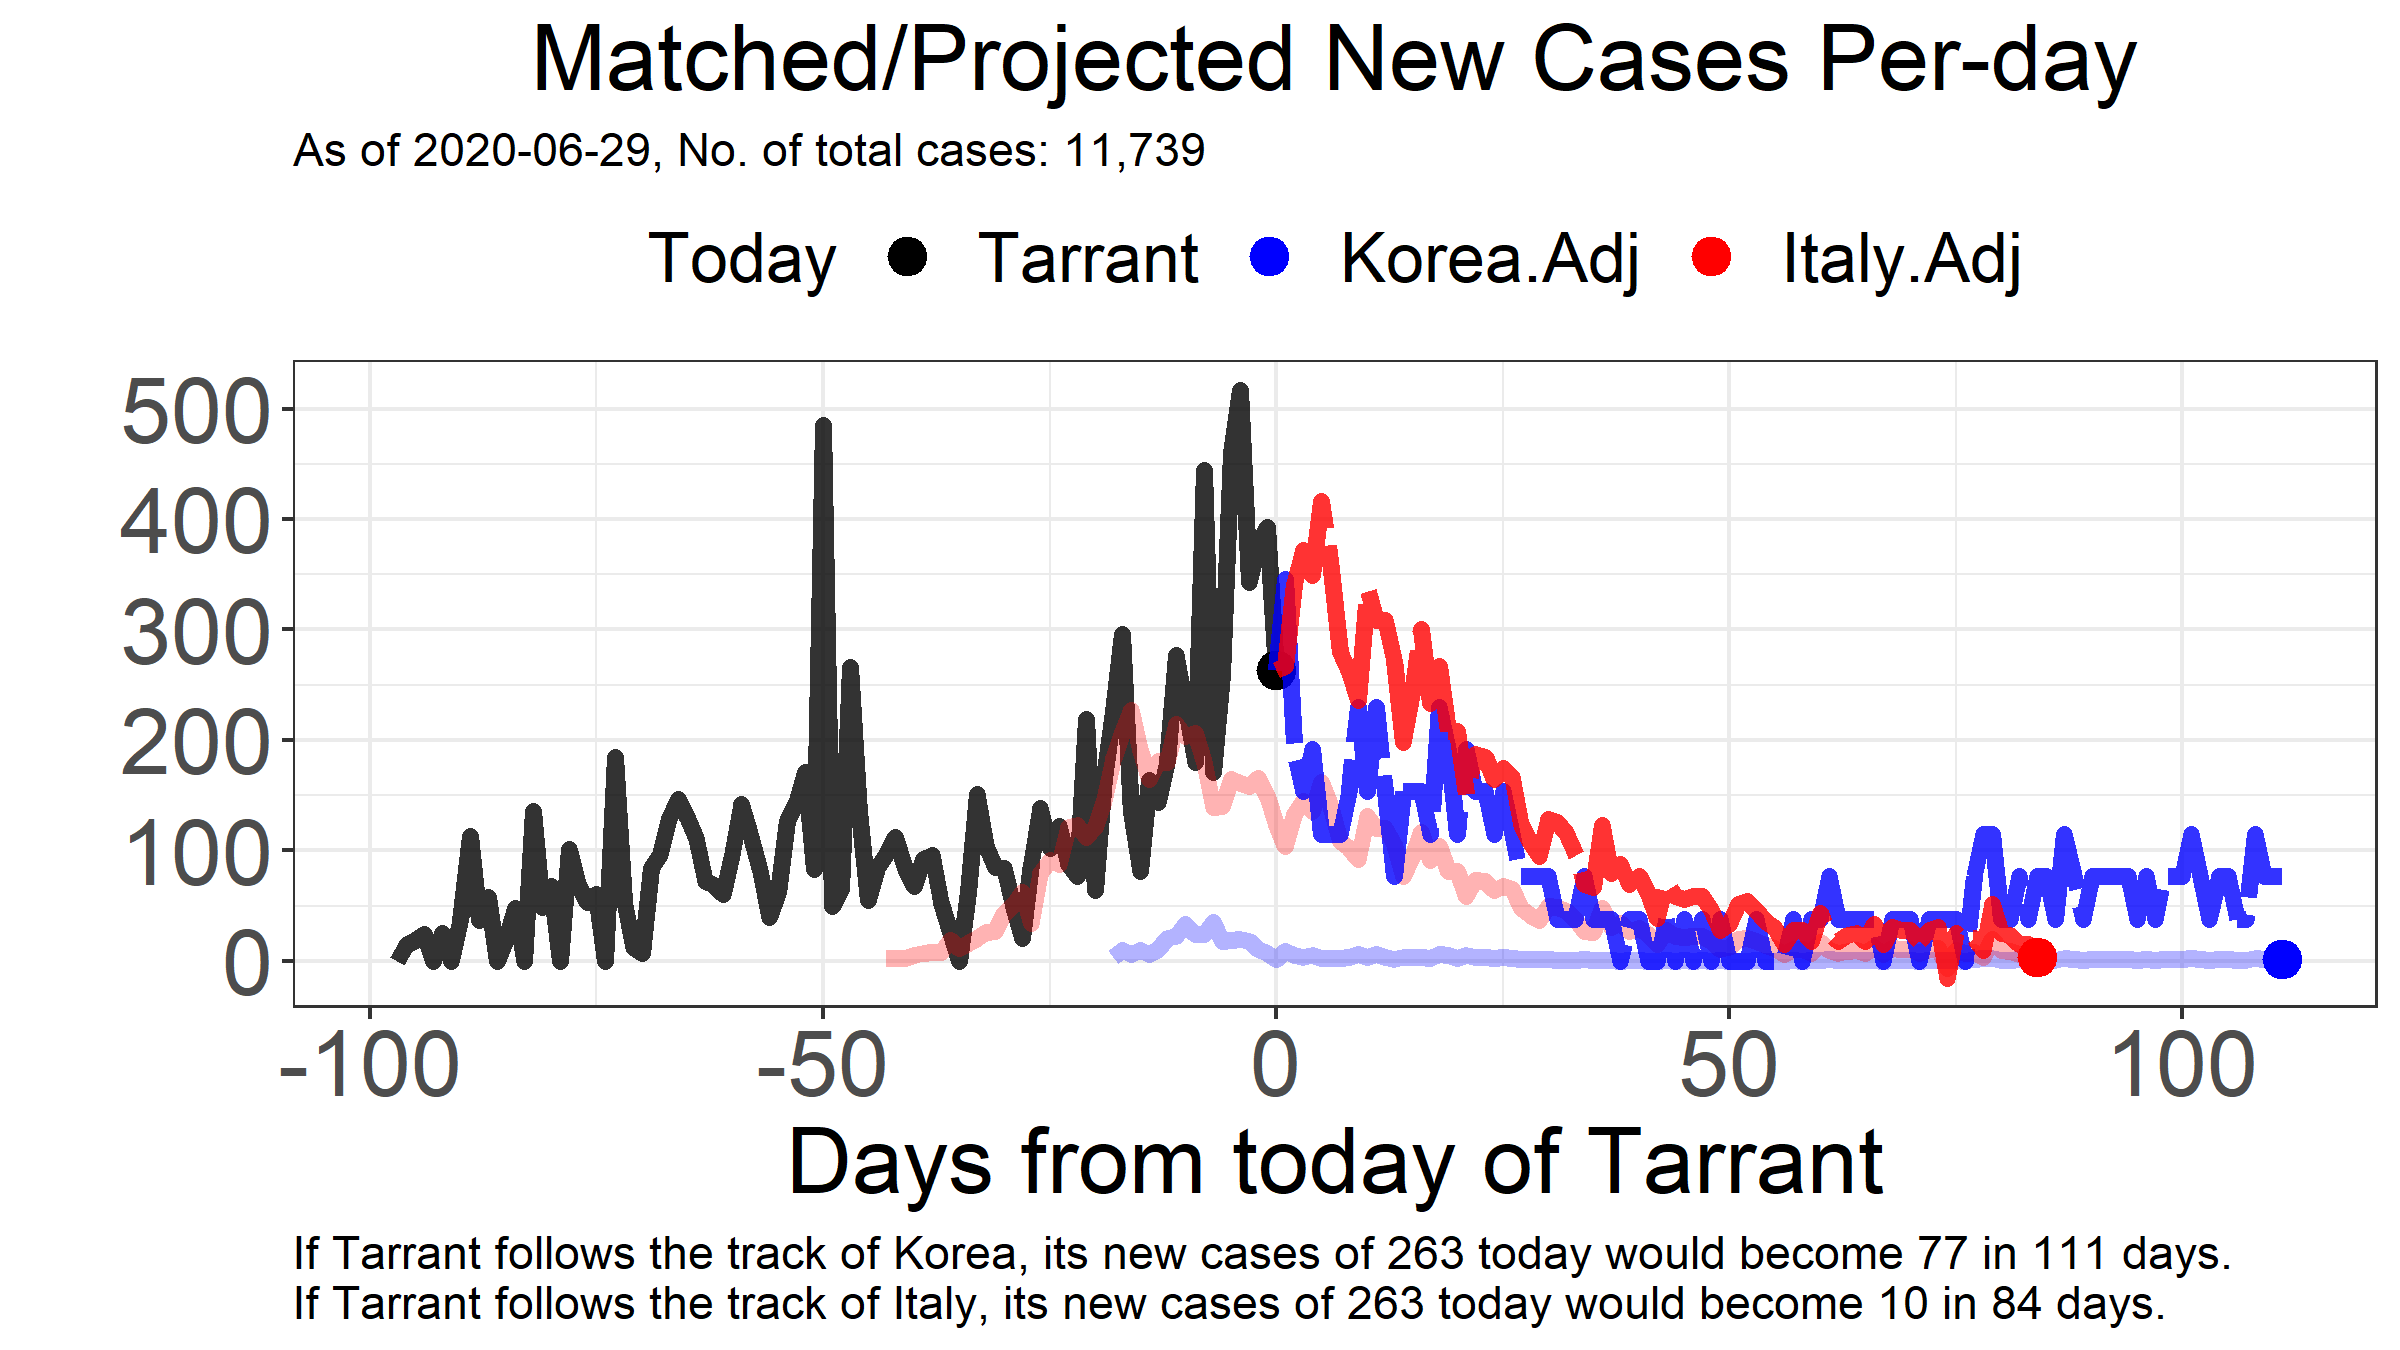 Matched/Projected New Cases Per-day
As of 2020-06-29, No. of total cases: 11,739
Today Tarrant Korea.Adj Italy.Adj
500
400
300
200
100
0
-100 -50 0 50 100
Days from today of Tarrant
If Tarrant follows the track of Korea, its new cases of 263 today would become 77 in 111 days.
If Tarrant follows the track of Italy, its new cases of 263 today would become 10 in 84 days.